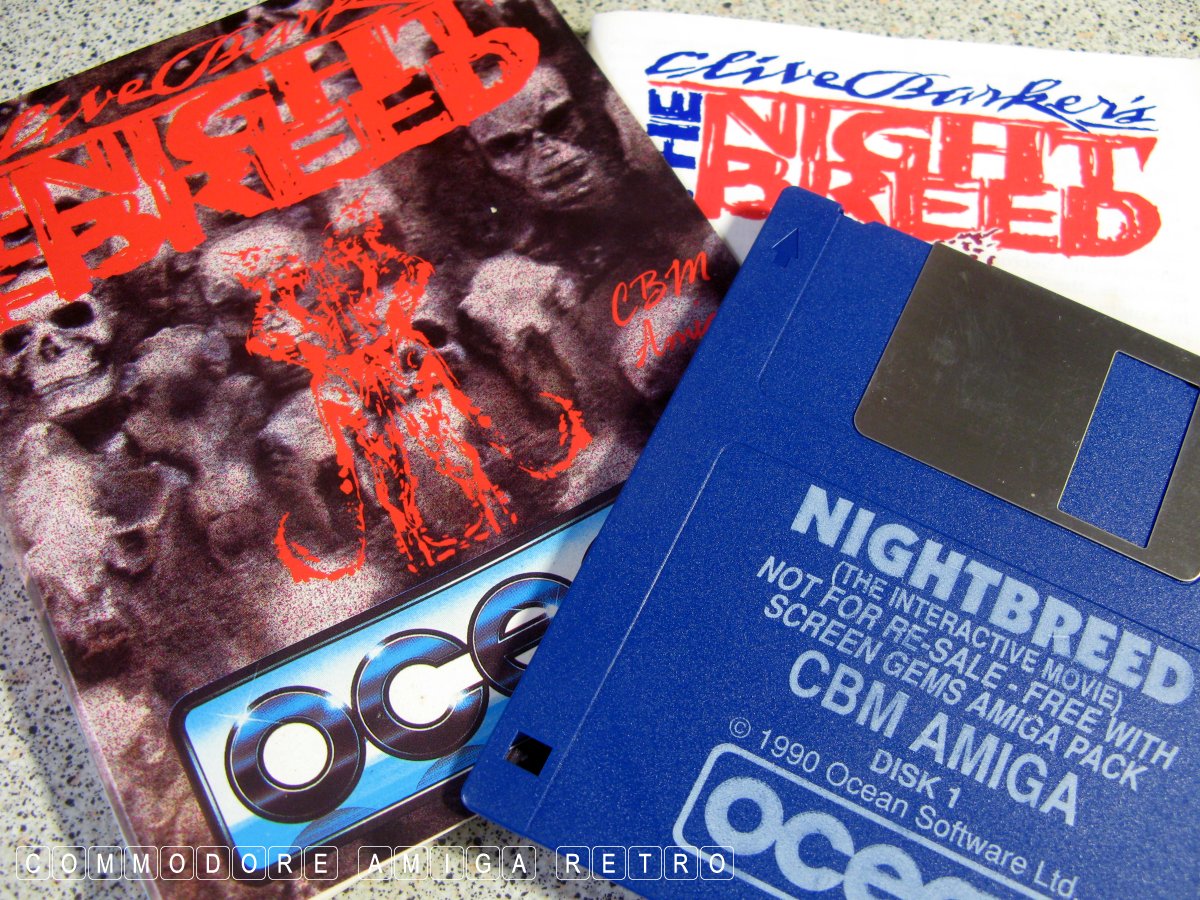 Clive Barker's
NIGHT
BREED
CBM
ocean
Clive Barker's
THE NIGHT
BREED
NIGHTBREED
(THE INTERACTIVE MOVIE)
NOT FOR RE-SALE - FREE WITH
SCREEN GEMS AMIGA PACK
CBM AMIGA
DISK 1
© 1990 Ocean Software Ltd.
ocean
COMMODORE AMIGA RETRO